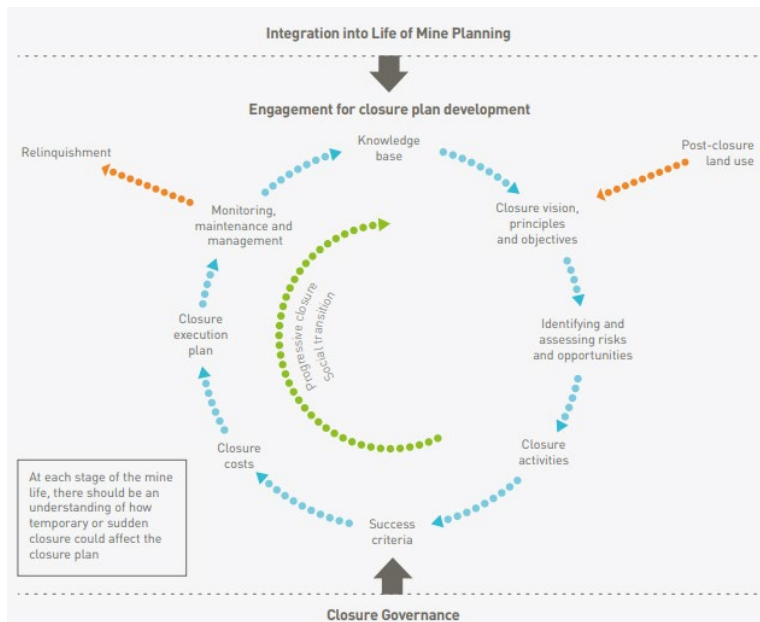 Integration into Life of Mine Planning
Engagement for closure plan development
Knowledge
base
Relinquishment
Post-closure
land use
Monitoring,
maintenance and
management
Closure vision,
principles
and objectives
Progressive closure
Social transition
Closure
execution
plan
Identifying and
assessing risks
and opportunities
Closure
costs
Closure
activities
At each stage of the mine
life, there should be an
understanding of how
temporary or sudden
closure could affect the
closure plan
Success
criteria
Closure Governance